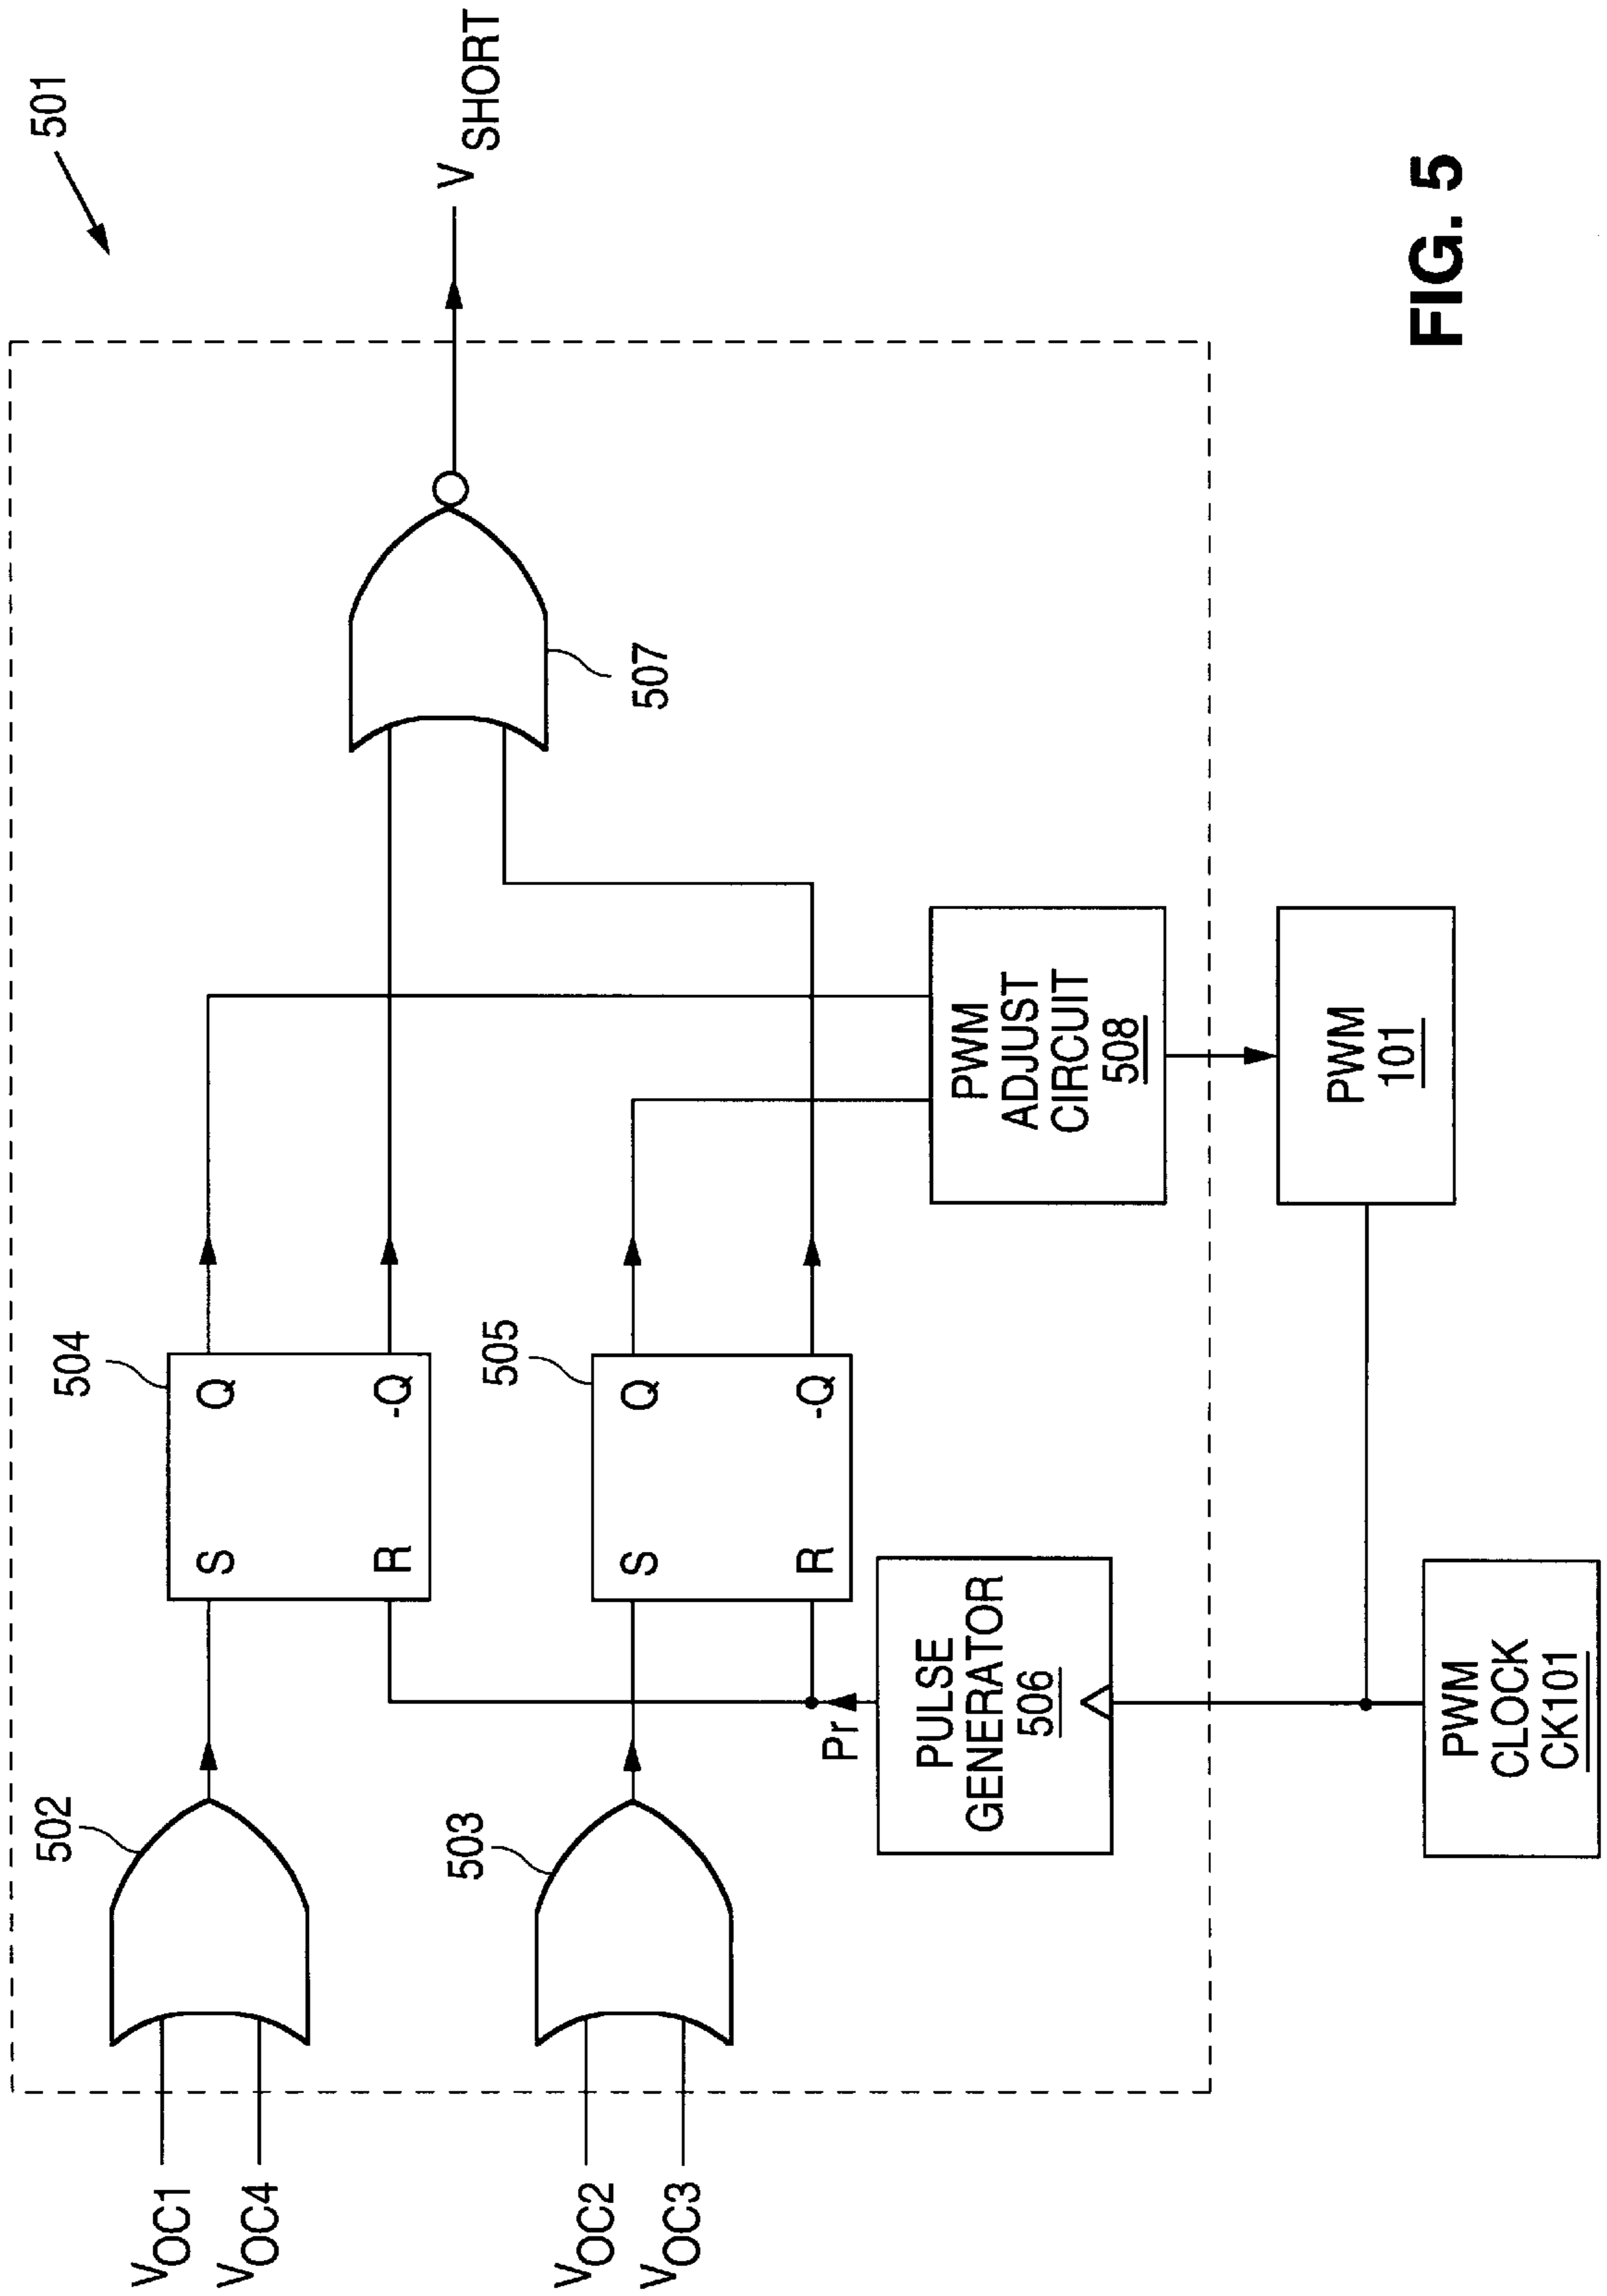 501
502
504
VOC1
VOC4
S
Q
R
-Q
507
V SHORT
503
505
VOC2
VOC3
S
Q
R
-Q
Pr
PULSE
GENERATOR
506
PWM
ADJUST
CIRCUIT
508
PWM
CLOCK
CK101
PWM
101
FIG. 5